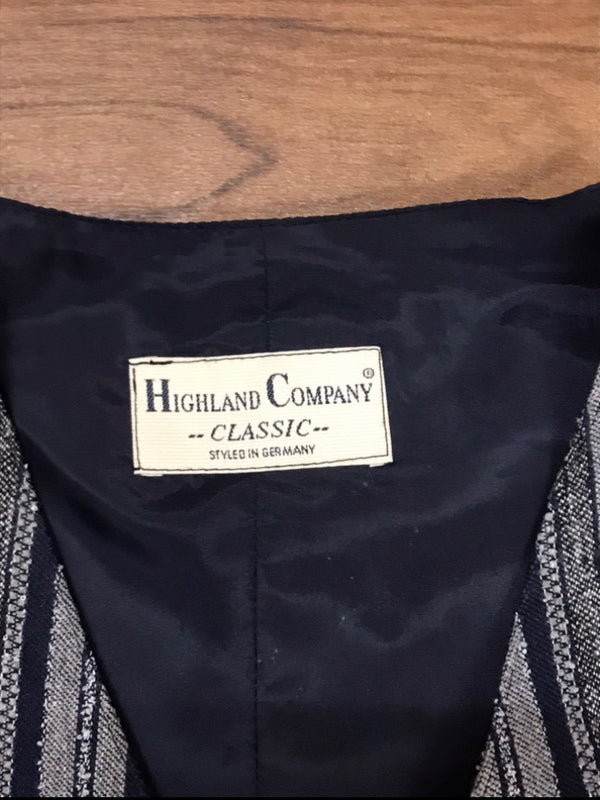 HIGHLAND COMPANY®
-- CLASSIC --
STYLED IN GERMANY